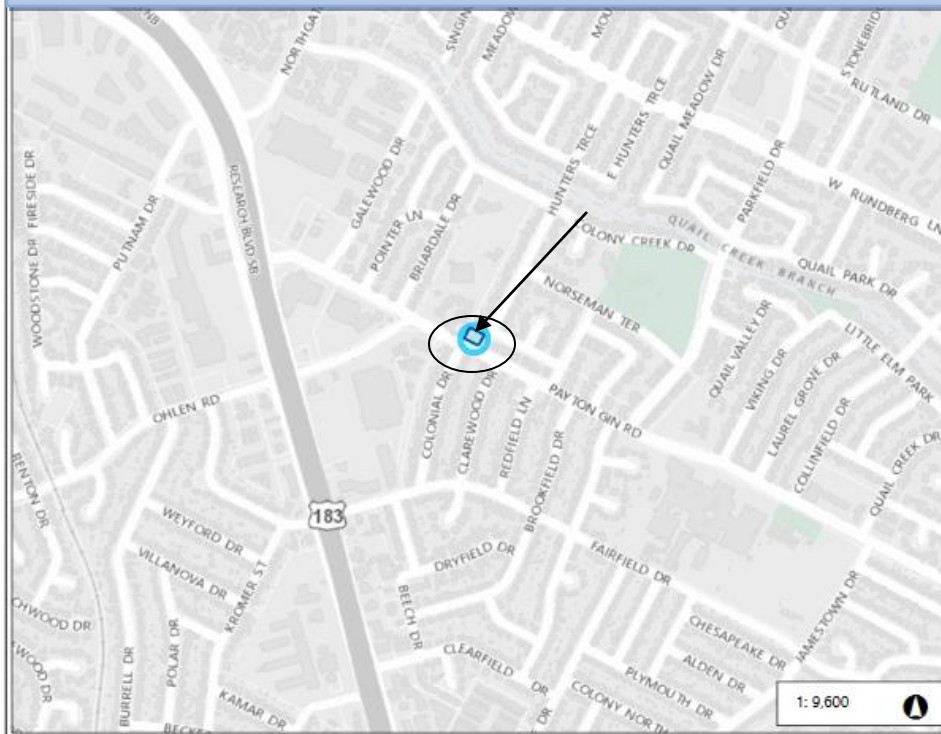 NORTHGATE
SINGIN
MEADOW
MOU
QUAIL MEADOW DR
QU
STONEBRIDG
RUTLAND DR
WOODSTONE DR
FIRESIDE DR
PUTNAM DR
RESEARCH BLVD SB
GALEWOOD DR
POINTER LN
BRIARDALE DR
HUNTERS TRCE
E HUNTERS TRCE
PARKFIELD DR
W RUNDBERG LN
OLONY CREEK DR
QUAIL CREEK BRANCH
QUAIL PARK DR
NORSEMAN TER
QUAIL VALLEY DR
VIKING DR
LITTLE ELM PARK
LAUREL GROVE DR
COLLINFIELD DR
QUAIL CREEK DR
OHLEN RD
COLONIAL DR
CLAREWOOD DR
REDFIELD LN
PAYTON GIN RD
BROOKFIELD DR
RENTON DR
183
WEYFORD DR
VILLANOVA DR
KROMER ST
DRYFIELD DR
FAIRFIELD DR
BEECH DR
CHWOOD DR
POLAR DR
BURRELL DR
KAMAR DR
CLEARFIELD DR
COLONY NORTH
DR
PLYMOUTH DR
ALDEN DR
CHESAPEAKE DR
JAMESTOWN DR
1: 9,600